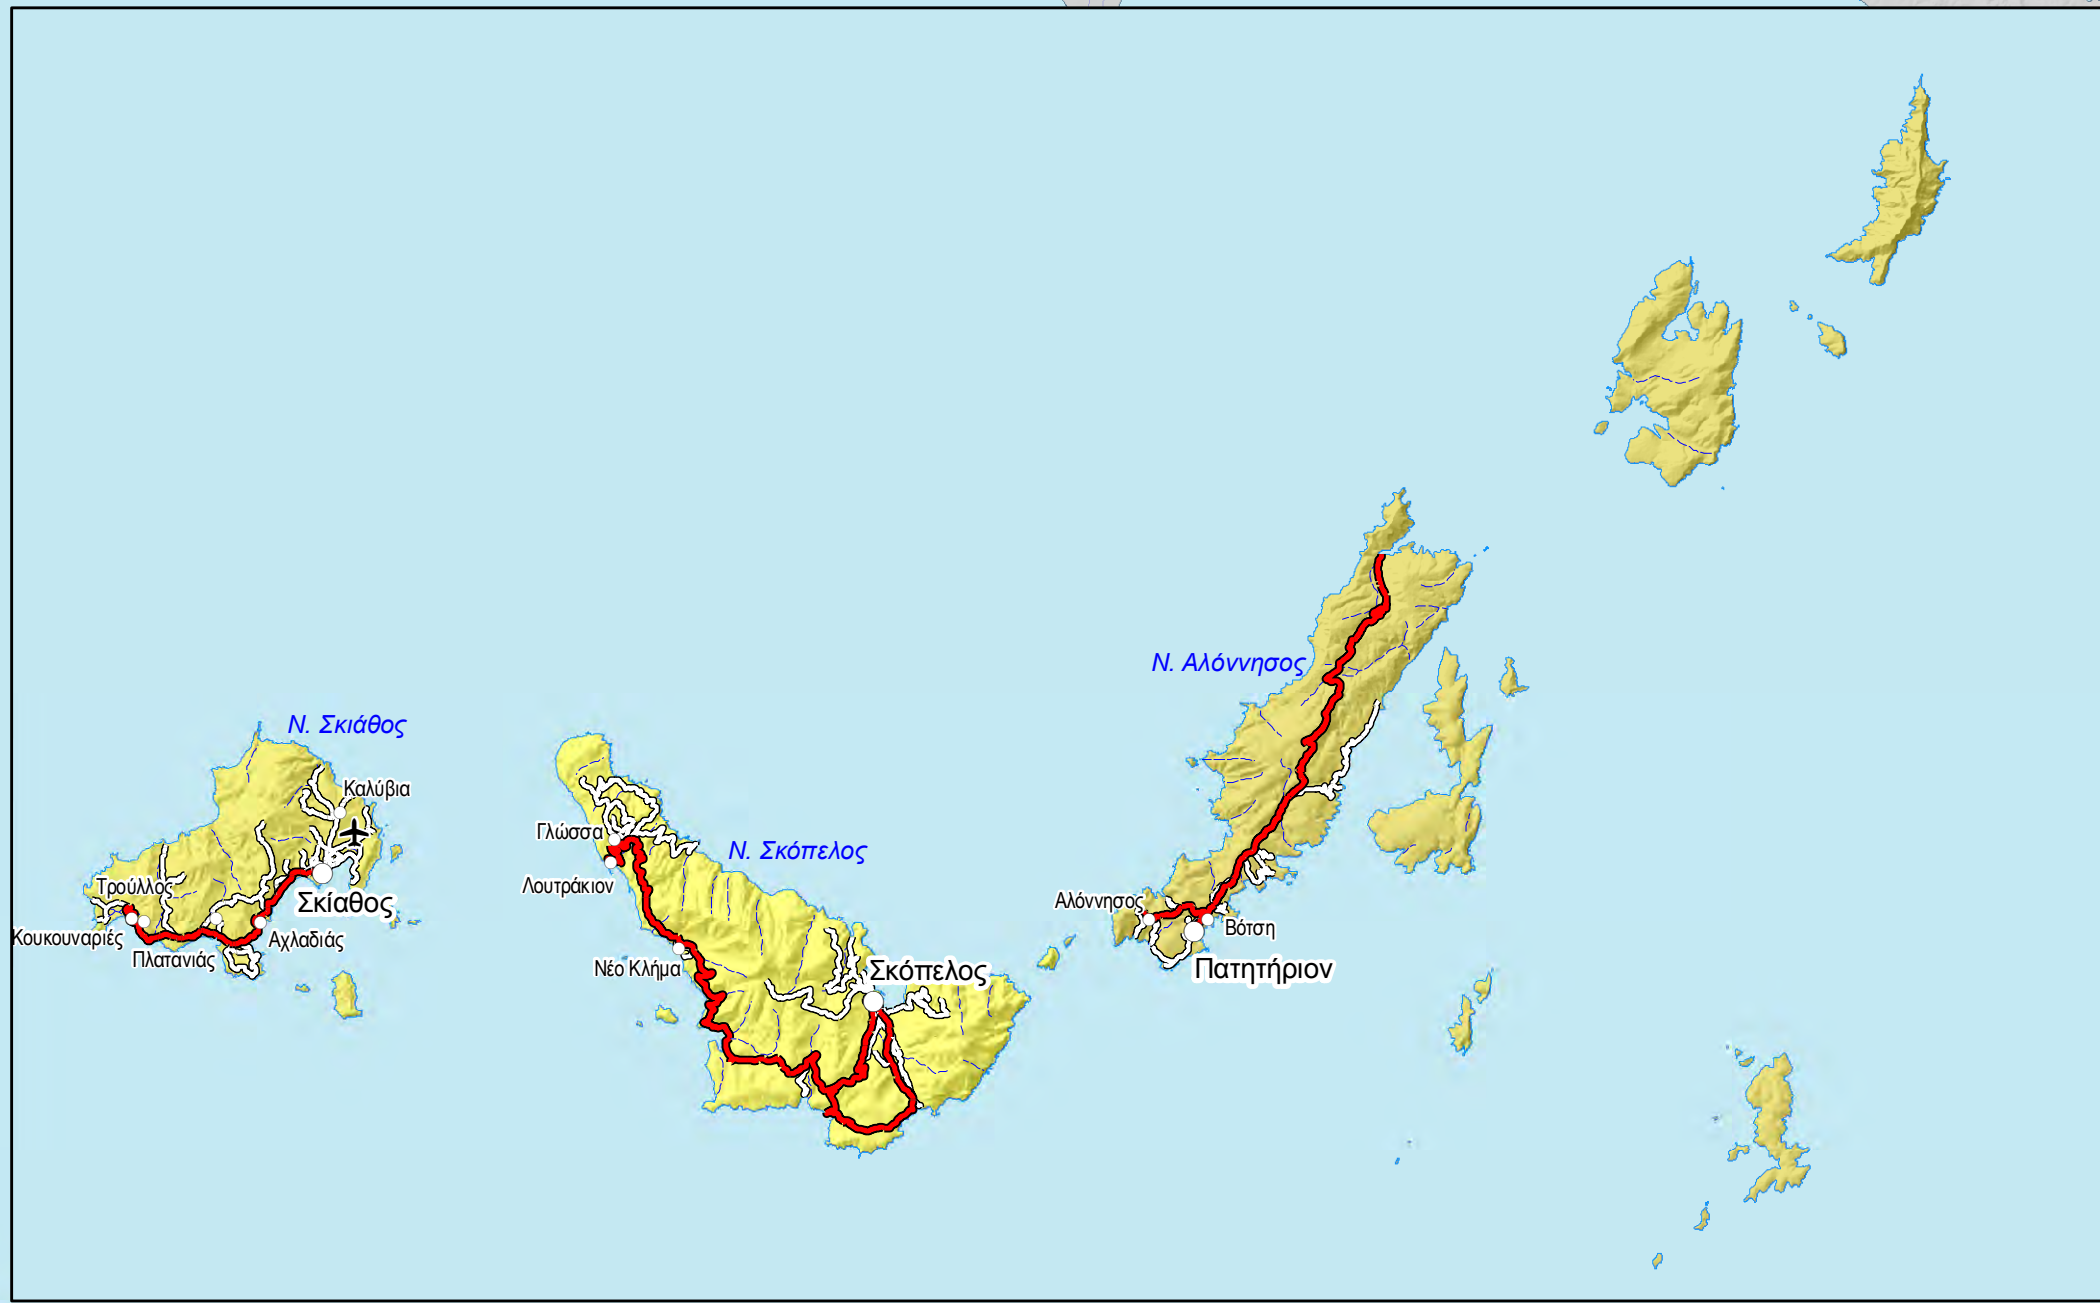 Ν. Αλόννησος
Ν. Σκιάθος
Καλύβια
Γλώσσα
Ν. Σκόπελος
Τρούλλος
Λουτράκιον
Σκίαθος
Αλόννησος
Βότση
Κουκουναριές
Αχλαδιάς
Πλατανιάς
Νέο Κλήμα
Σκόπελος
Πατητήριον